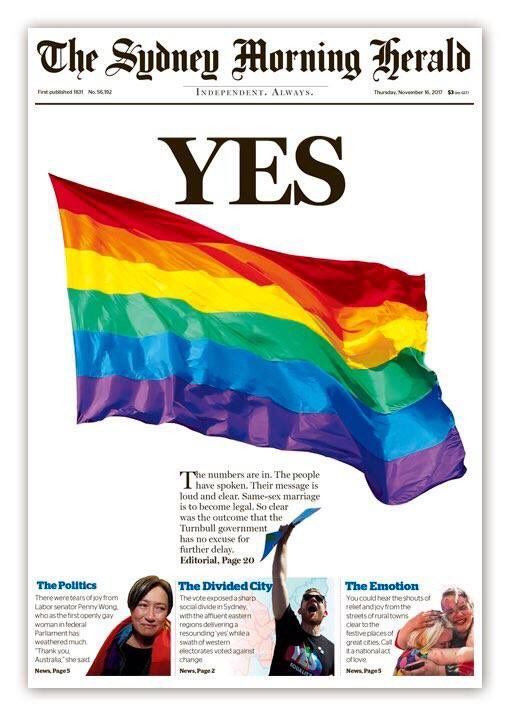 The Sydney Morning Herald
First published 1831 No. 56,192
INDEPENDENT. ALWAYS.
Thursday, November 16, 2017 $3 (inc GST)
YES
The numbers are in. The people
have spoken. Their message is
loud and clear. Same-sex marriage
is to become legal. So clear
was the outcome that the
Turnbull government
has no excuse for
further delay.
Editorial, Page 20
The Politics
There were tears of joy from
Labor senator Penny Wong,
who as the first openly gay
woman in federal
Parliament has
weathered much.
"Thank you,
Australia," she said.
News, Page 5
The Divided City
The vote exposed a sharp
social divide in Sydney,
with the affluent eastern
regions delivering a
resounding 'yes' while a
swath of western
electorates voted against
change.
News, Page 2
EQUALITY
The Emotion
You could hear the shouts of
relief and joy from the
streets of rural towns
clear to the
festive places of
great cities. Call
it a national act
of love.
News, Page 5